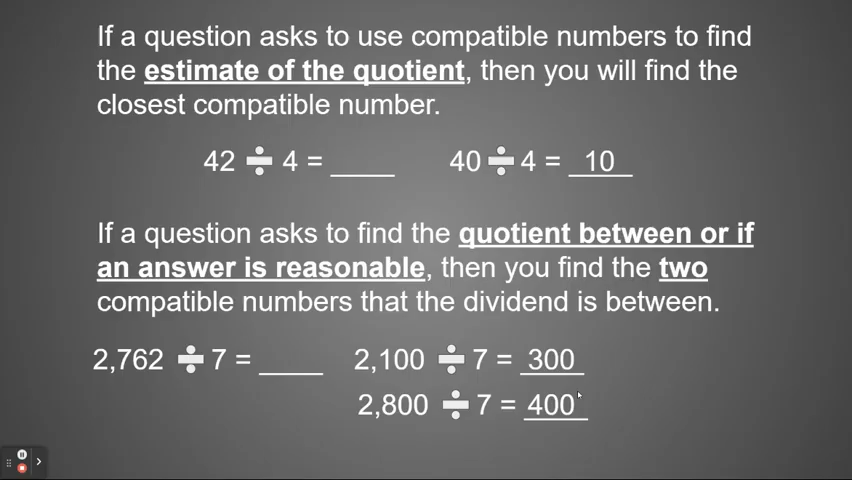 If a question asks to use compatible numbers to find
the estimate of the quotient, then you will find the
closest compatible number.
42 ÷ 4 = ____ 40 ÷ 4 = 10
If a question asks to find the quotient between or if
an answer is reasonable, then you find the two
compatible numbers that the dividend is between.
2,762 ÷ 7 = ____ 2,100 ÷ 7 = 300
2,800 ÷ 7 = 400